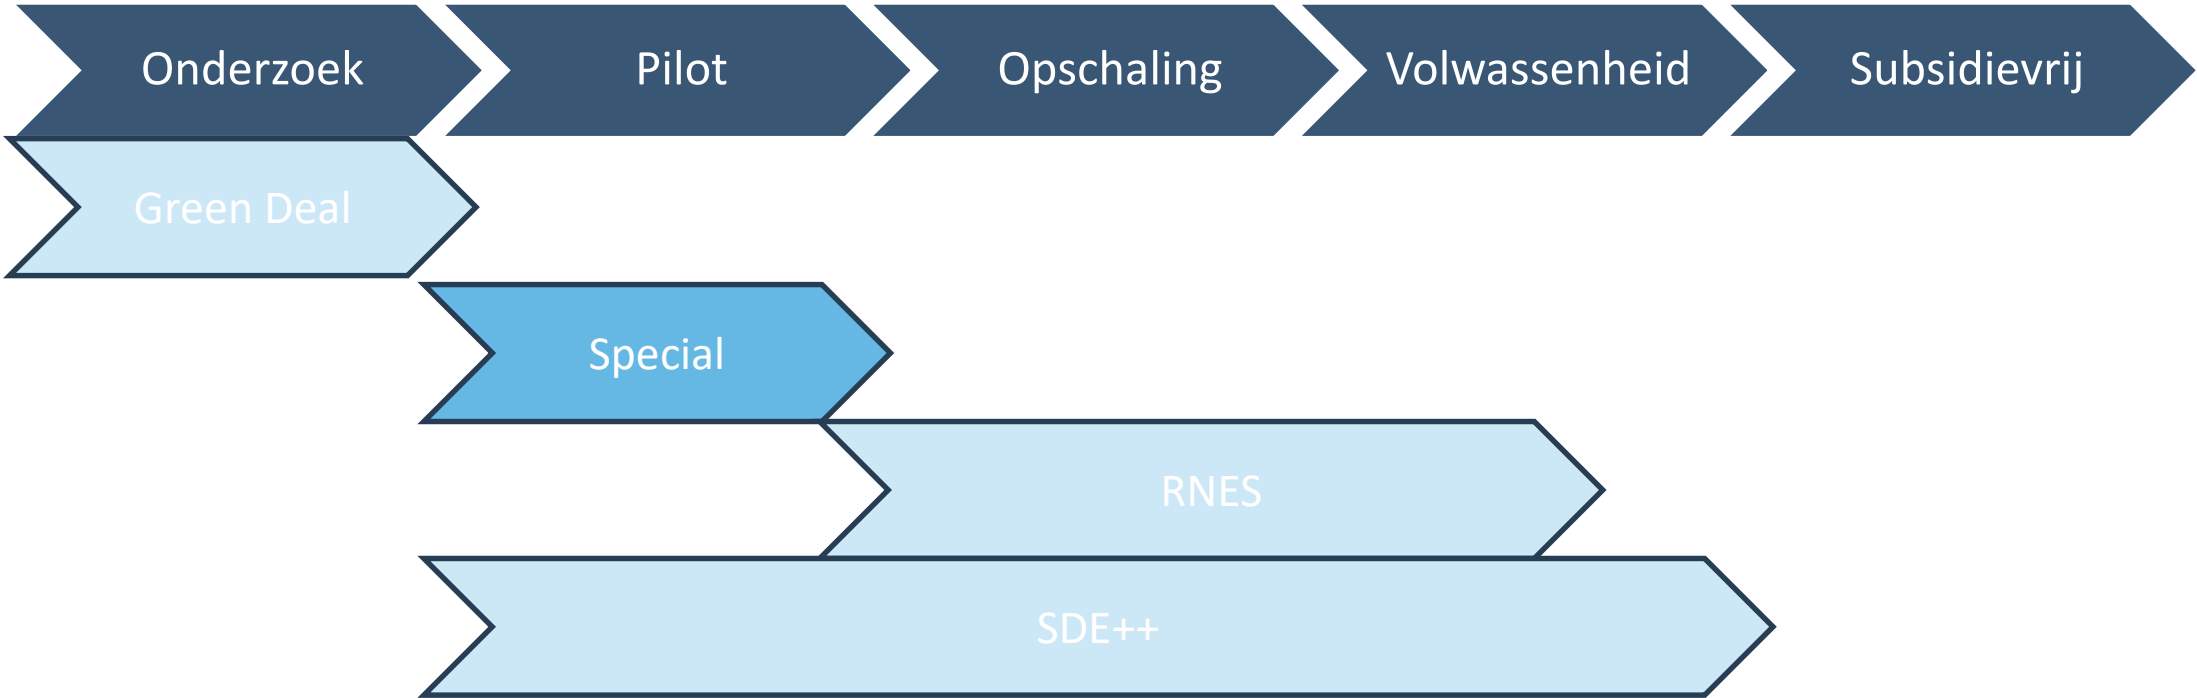 Onderzoek
Pilot
Opschaling
Volwassenheid
Subsidievrij
Green Deal
Special
RNES
SDE++